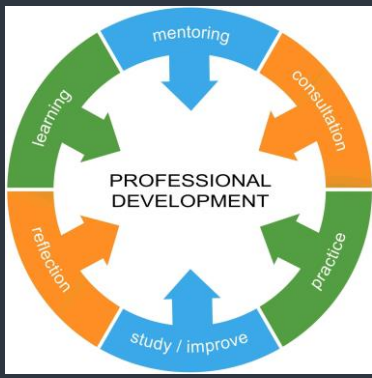 mentoring
consultation
learning
PROFESSIONAL
DEVELOPMENT
reflection
practice
study / improve